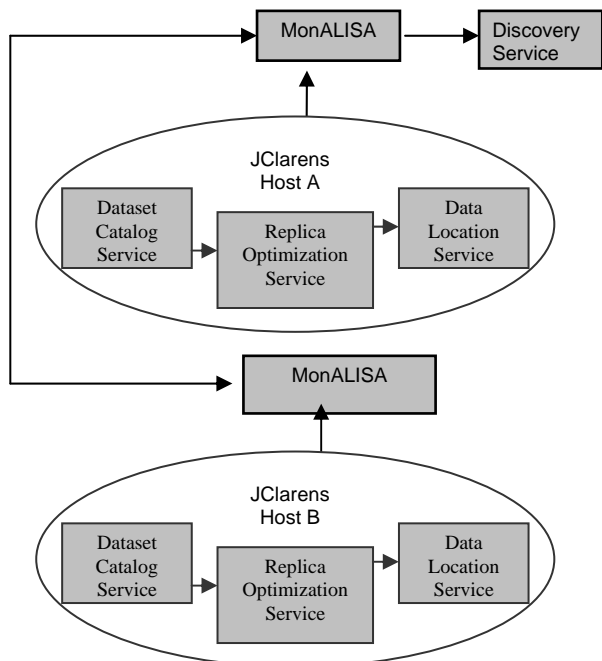 MonALISA
Discovery
Service
JClarens
Host A
Dataset
Catalog
Service
Replica
Optimization
Service
Data
Location
Service
MonALISA
JClarens
Host B
Dataset
Catalog
Service
Replica
Optimization
Service
Data
Location
Service